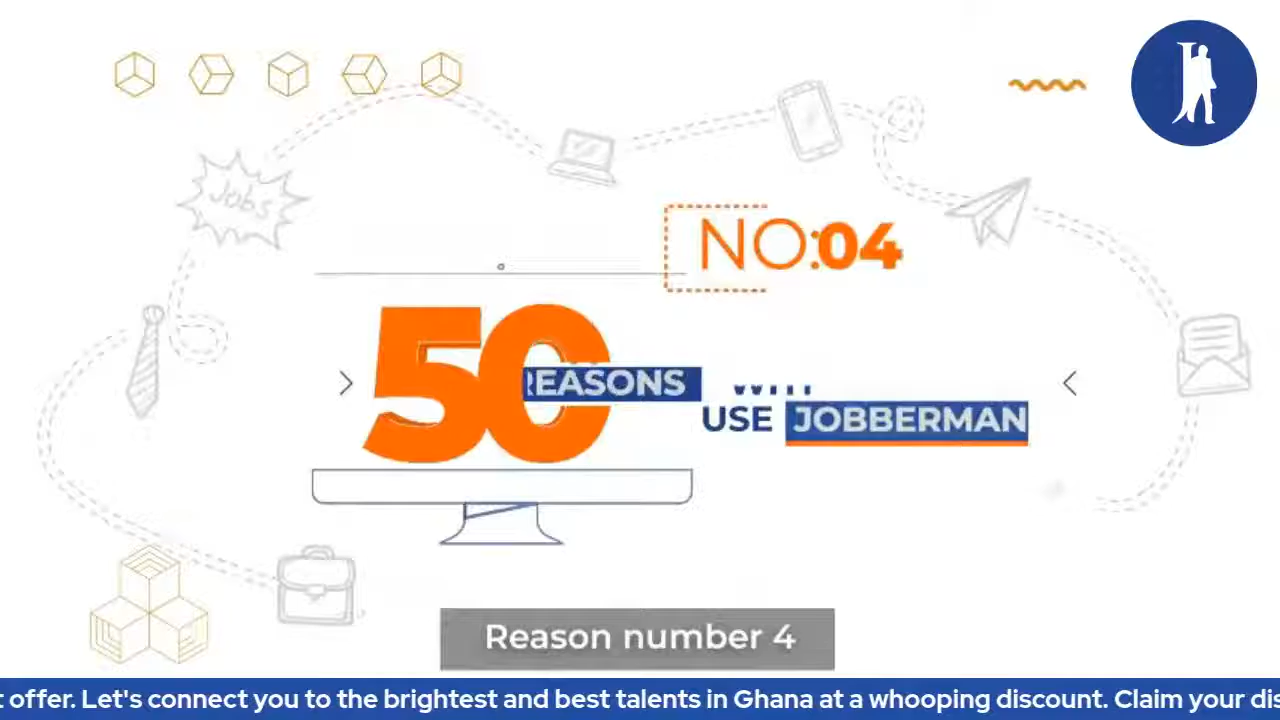 Jobs
NO:04
50
REASONS
USE JOBBERMAN
Reason number 4
offer. Let's connect you to the brightest and best talents in Ghana at a whooping discount. Claim your